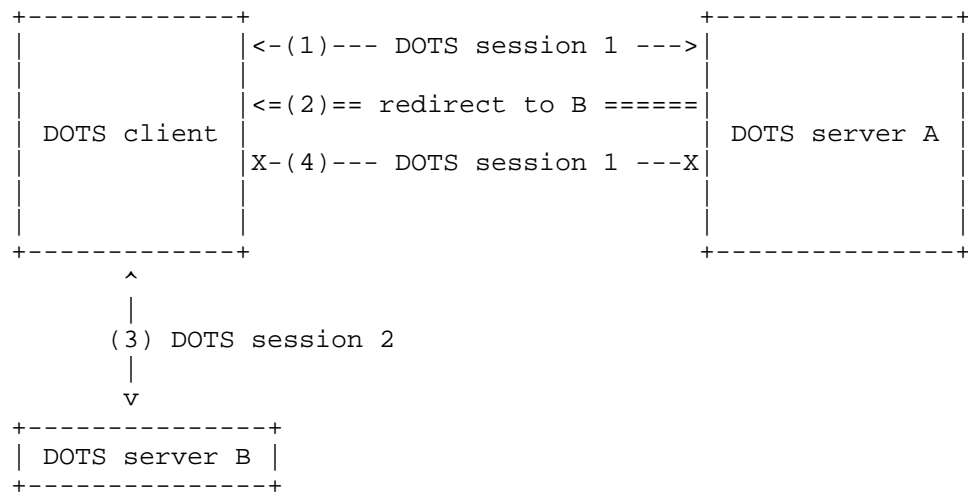 <-(1)--- DOTS session 1 --->
<=(2)== redirect to B ======
DOTS client
DOTS server A
X-(4)--- DOTS session 1 ---X
(3) DOTS session 2
DOTS server B